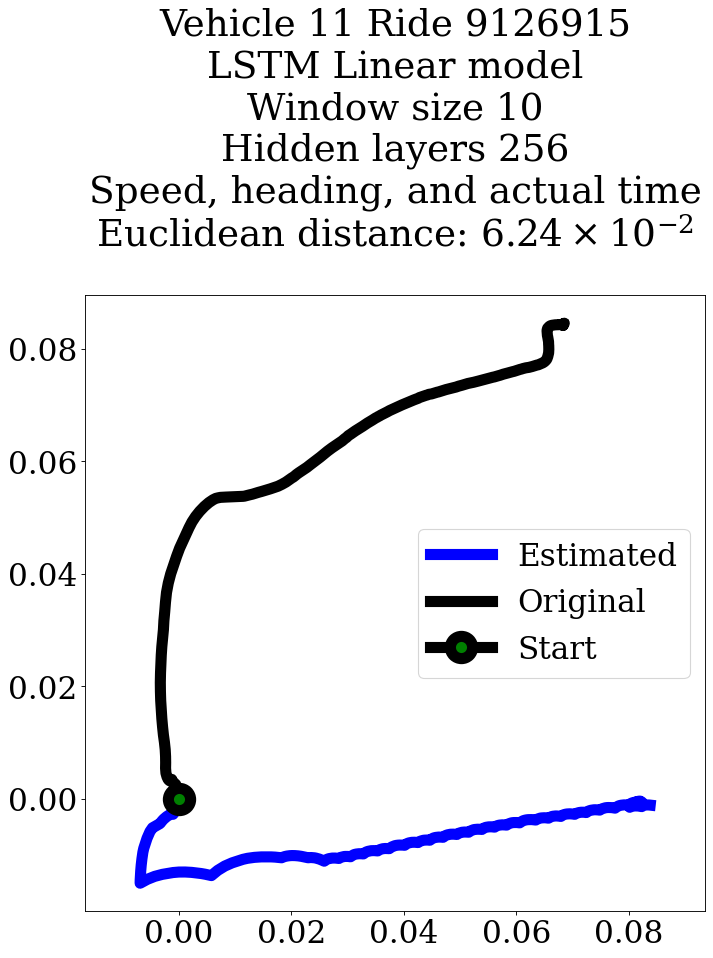 Vehicle 11 Ride 9126915
LSTM Linear model
Window size 10
Hidden layers 256
Speed, heading, and actual time
Euclidean distance: 6.24 × 10⁻²
0.08
0.06
0.04
0.02
0.00
Estimated
Original
Start
0.00 0.02 0.04 0.06 0.08